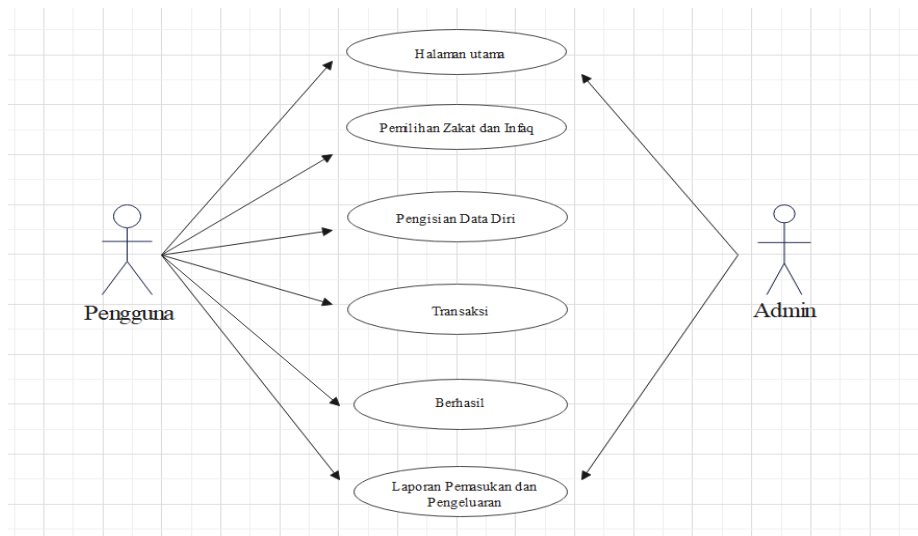 Halaman utama
Pemilihan Zakat dan Infaq
Pengisian Data Diri
Pengguna
Transaksi
Admin
Berhasil
Laporan Pemasukan dan
Pengeluaran